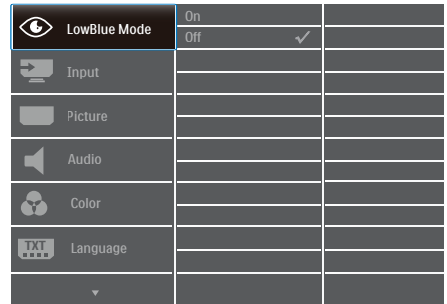 LowBlue Mode
On
Off
Input
Picture
Audio
Color
TXT
Language